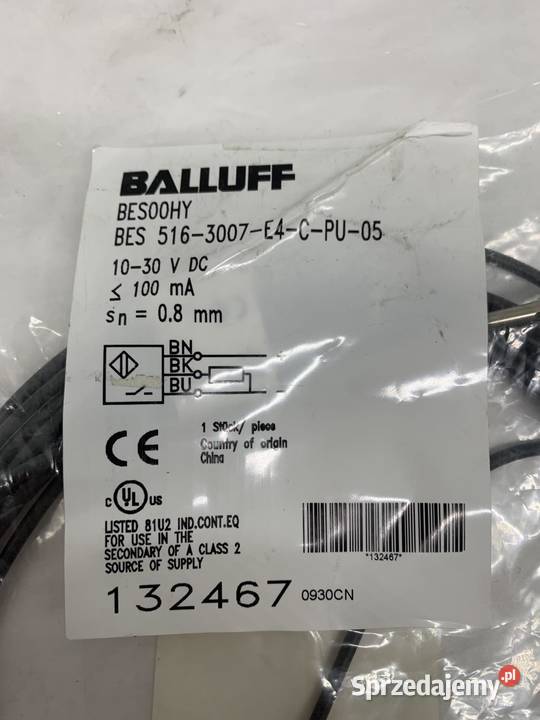 BALLUFF
BES00HY
BES 516-3007-E4-C-PU-05
10-30 V DC
≤ 100 mA
sn = 0.8 mm
BN
+
BK
BU
-
1 Stück/ piece
Country of origin
China
CE
c UL us
LISTED 81U2 IND.CONT.EQ
FOR USE IN THE
SECONDARY OF A CLASS 2
SOURCE OF SUPPLY
*132467*
132467 0930CN
Sprzedajemy.pl